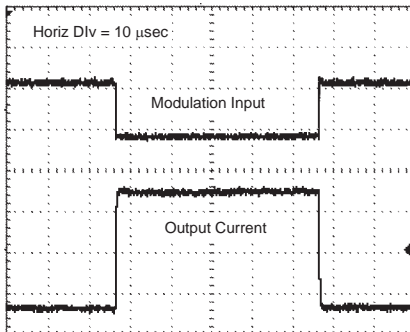 Horiz DIv = 10 μsec
Modulation Input
Output Current